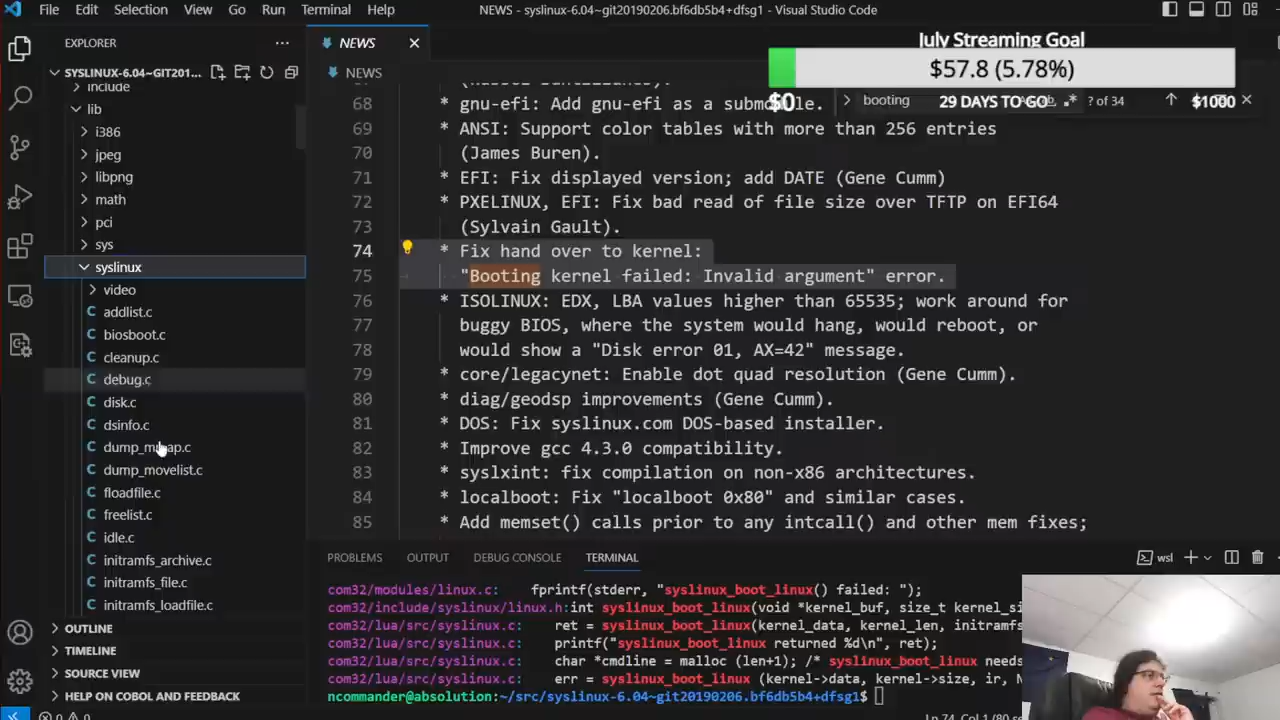 File Edit Selection View Go Run Terminal Help NEWS - syslinux-6.04~git20190206.bf6db5b4+dfsg1 - Visual Studio Code
EXPLORER
SYSLINUX-6.04~GIT201...
include
lib
i386
jpeg
libpng
math
pci
sys
syslinux
video
addlist.c
biosboot.c
cleanup.c
debug.c
disk.c
dsinfo.c
dump_mmap.c
dump_movelist.c
floadfile.c
freelist.c
idle.c
initramfs_archive.c
initramfs_file.c
initramfs_loadfile.c
OUTLINE
TIMELINE
SOURCE VIEW
HELP ON COBOL AND FEEDBACK
NEWS
NEWS
July Streaming Goal
$57.8 (5.78%)
$0 29 DAYS TO GO $1000
booting ? of 34
68 * gnu-efi: Add gnu-efi as a submodule.
69 * ANSI: Support color tables with more than 256 entries
70 (James Buren).
71 * EFI: Fix displayed version; add DATE (Gene Cumm)
72 * PXELINUX, EFI: Fix bad read of file size over TFTP on EFI64
73 (Sylvain Gault).
74 * Fix hand over to kernel:
75 "Booting kernel failed: Invalid argument" error.
76 * ISOLINUX: EDX, LBA values higher than 65535; work around for
77 buggy BIOS, where the system would hang, would reboot, or
78 would show a "Disk error 01, AX=42" message.
79 * core/legacynet: Enable dot quad resolution (Gene Cumm).
80 * diag/geodsp improvements (Gene Cumm).
81 * DOS: Fix syslinux.com DOS-based installer.
82 * Improve gcc 4.3.0 compatibility.
83 * syslxint: fix compilation on non-x86 architectures.
84 * localboot: Fix "localboot 0x80" and similar cases.
85 * Add memset() calls prior to any intcall() and other mem fixes;
PROBLEMS OUTPUT DEBUG CONSOLE TERMINAL wsl
com32/modules/linux.c: fprintf(stderr, "syslinux_boot_linux() failed: ");
com32/include/syslinux/linux.h:int syslinux_boot_linux(void *kernel_buf, size_t kernel_si
com32/lua/src/syslinux.c: ret = syslinux_boot_linux(kernel_data, kernel_len, initramfs
com32/lua/src/syslinux.c: printf("syslinux_boot_linux returned %d\n", ret);
com32/lua/src/syslinux.c: char *cmdline = malloc (len+1); /* syslinux_boot_linux needs
com32/lua/src/syslinux.c: err = syslinux_boot_linux (kernel->data, kernel->size, ir, N
ncommander@absolution:~/src/syslinux-6.04~git20190206.bf6db5b4+dfsg1$